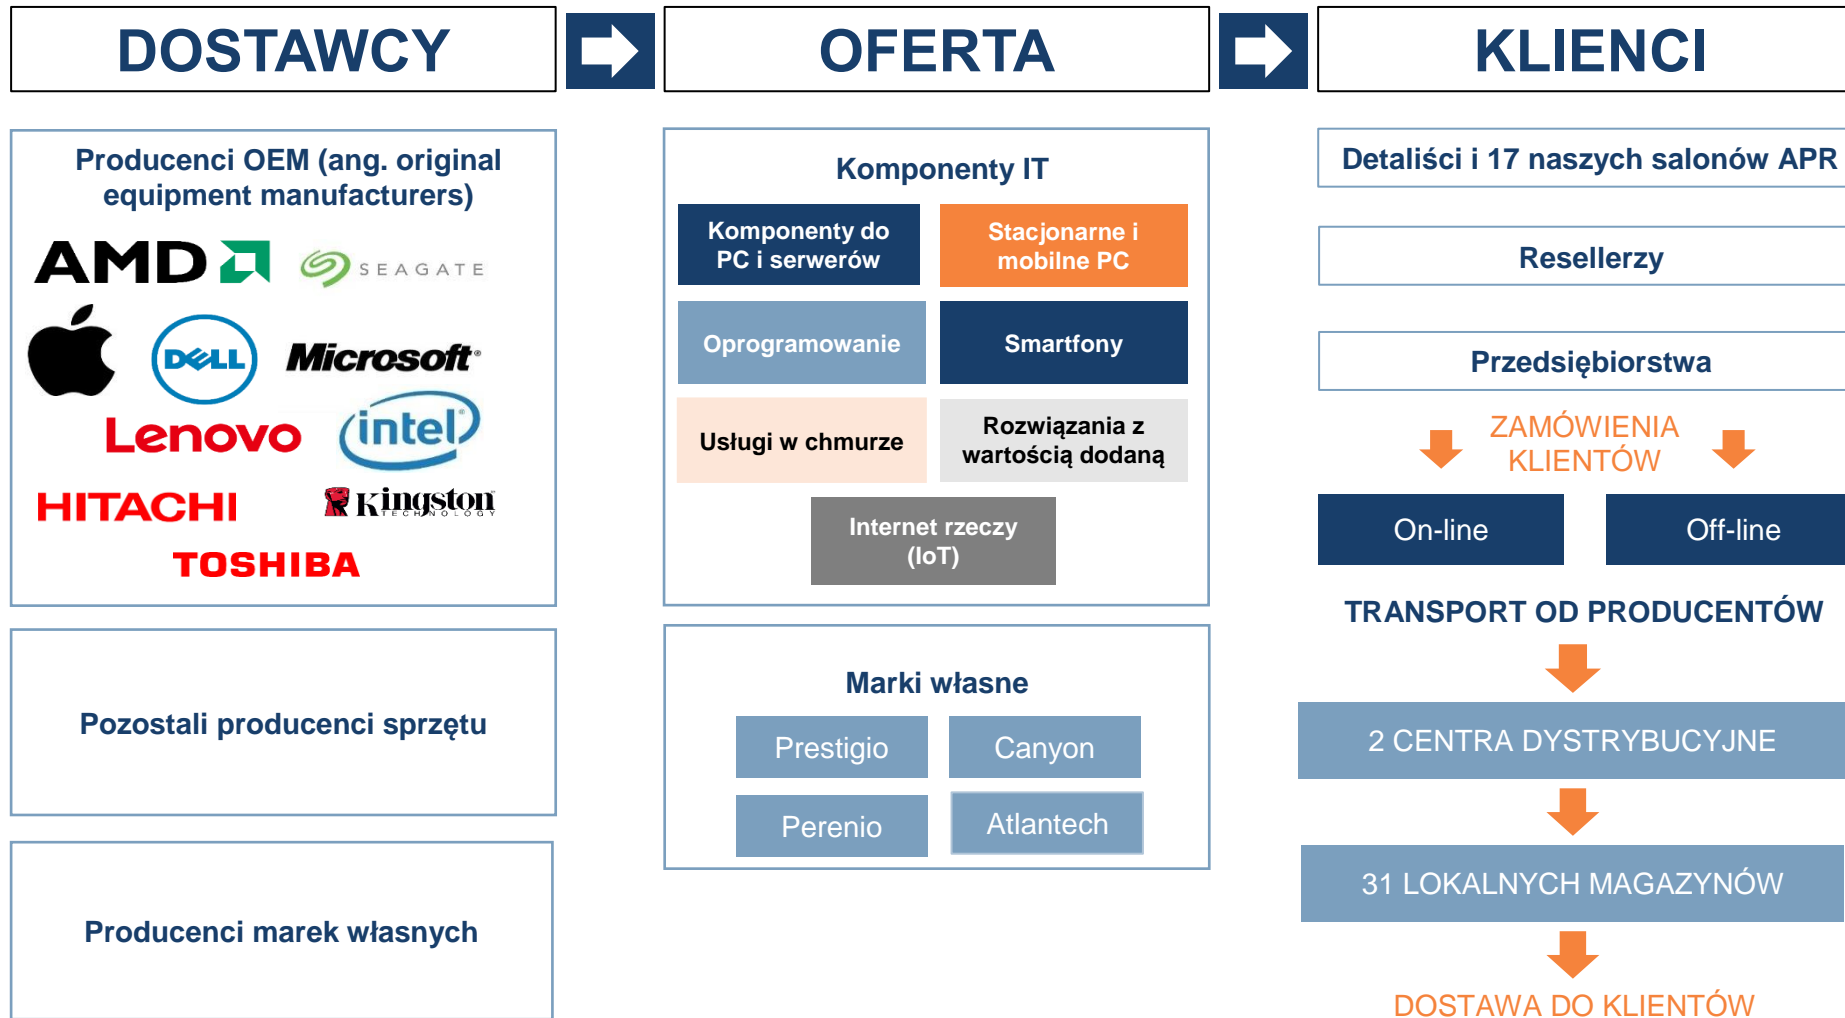 DOSTAWCY
OFERTA
KLIENCI
Producenci OEM (ang. original
equipment manufacturers)
AMD
SEAGATE
DELL
Microsoft
Lenovo
intel
HITACHI
Kingston
TECHNOLOGY
TOSHIBA
Pozostali producenci sprzętu
Producenci marek własnych
Komponenty IT
Komponenty do
PC i serwerów
Stacjonarne i
mobilne PC
Oprogramowanie
Smartfony
Usługi w chmurze
Rozwiązania z
wartością dodaną
Internet rzeczy
(IoT)
Marki własne
Prestigio
Canyon
Perenio
Atlantech
Detaliści i 17 naszych salonów APR
Resellerzy
Przedsiębiorstwa
ZAMÓWIENIA
KLIENTÓW
On-line
Off-line
TRANSPORT OD PRODUCENTÓW
2 CENTRA DYSTRYBUCYJNE
31 LOKALNYCH MAGAZYNÓW
DOSTAWA DO KLIENTÓW